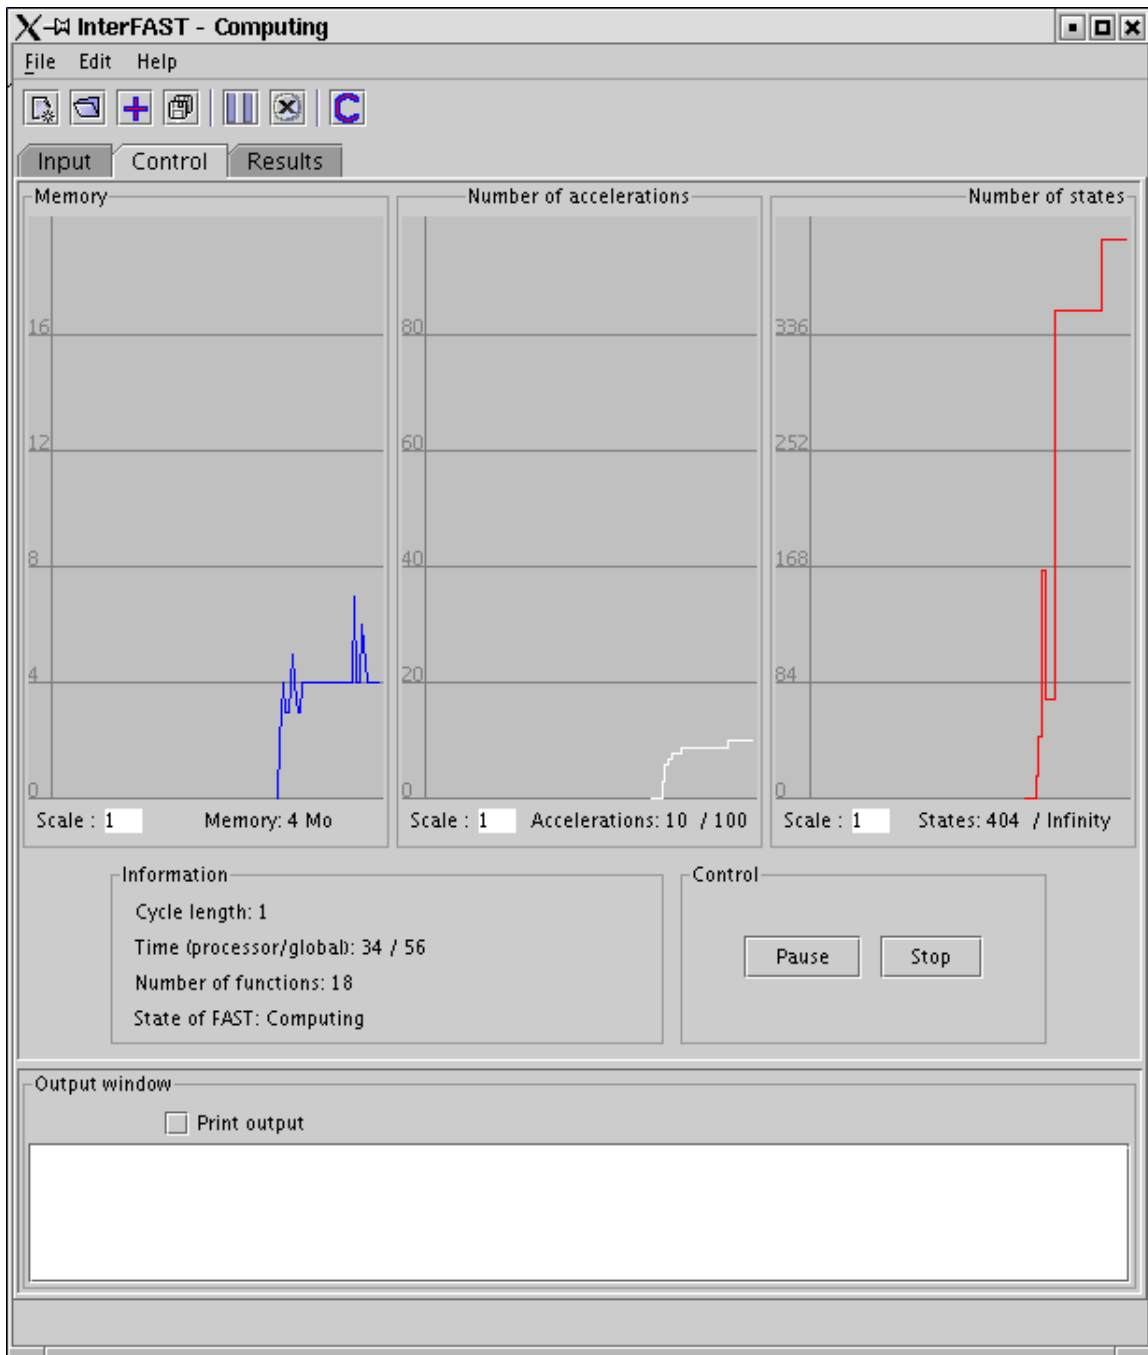 InterFAST - Computing
File Edit Help
Input Control Results
Memory
16
12
8
4
0
Scale : 1 Memory: 4 Mo
Number of accelerations
80
60
40
20
0
Scale : 1 Accelerations: 10 / 100
Number of states
336
252
168
84
0
Scale : 1 States: 404 / Infinity
Information
Cycle length: 1
Time (processor/global): 34 / 56
Number of functions: 18
State of FAST: Computing
Control
Pause Stop
Output window
Print output